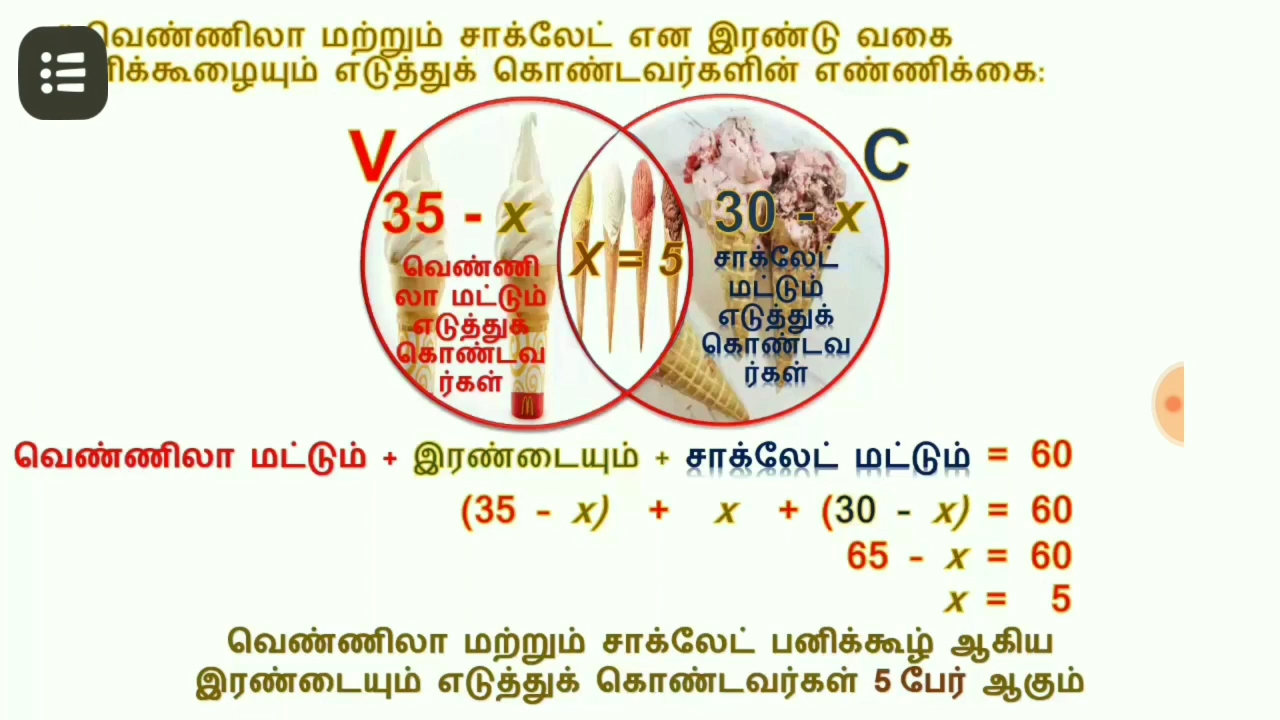 வெண்ணிலா மற்றும் சாக்லேட் என இரண்டு வகை
எடுத்துக் கொண்டவர்களின் எண்ணிக்கை:
V
C
35 - x
X = 5
30 - x
வெண்ணி
லா மட்டும்
எடுத்துக்
கொண்டவ
ர்கள்
சாக்லேட்
மட்டும்
எடுத்துக்
கொண்டவ
ர்கள்
வெண்ணிலா மட்டும் + இரண்டையும் + சாக்லேட் மட்டும் = 60
(35 - x) + x + (30 - x) = 60
65 - x = 60
x = 5
வெண்ணிலா மற்றும் சாக்லேட் பனிக்கூழ் ஆகிய
இரண்டையும் எடுத்துக் கொண்டவர்கள் 5 பேர் ஆகும்